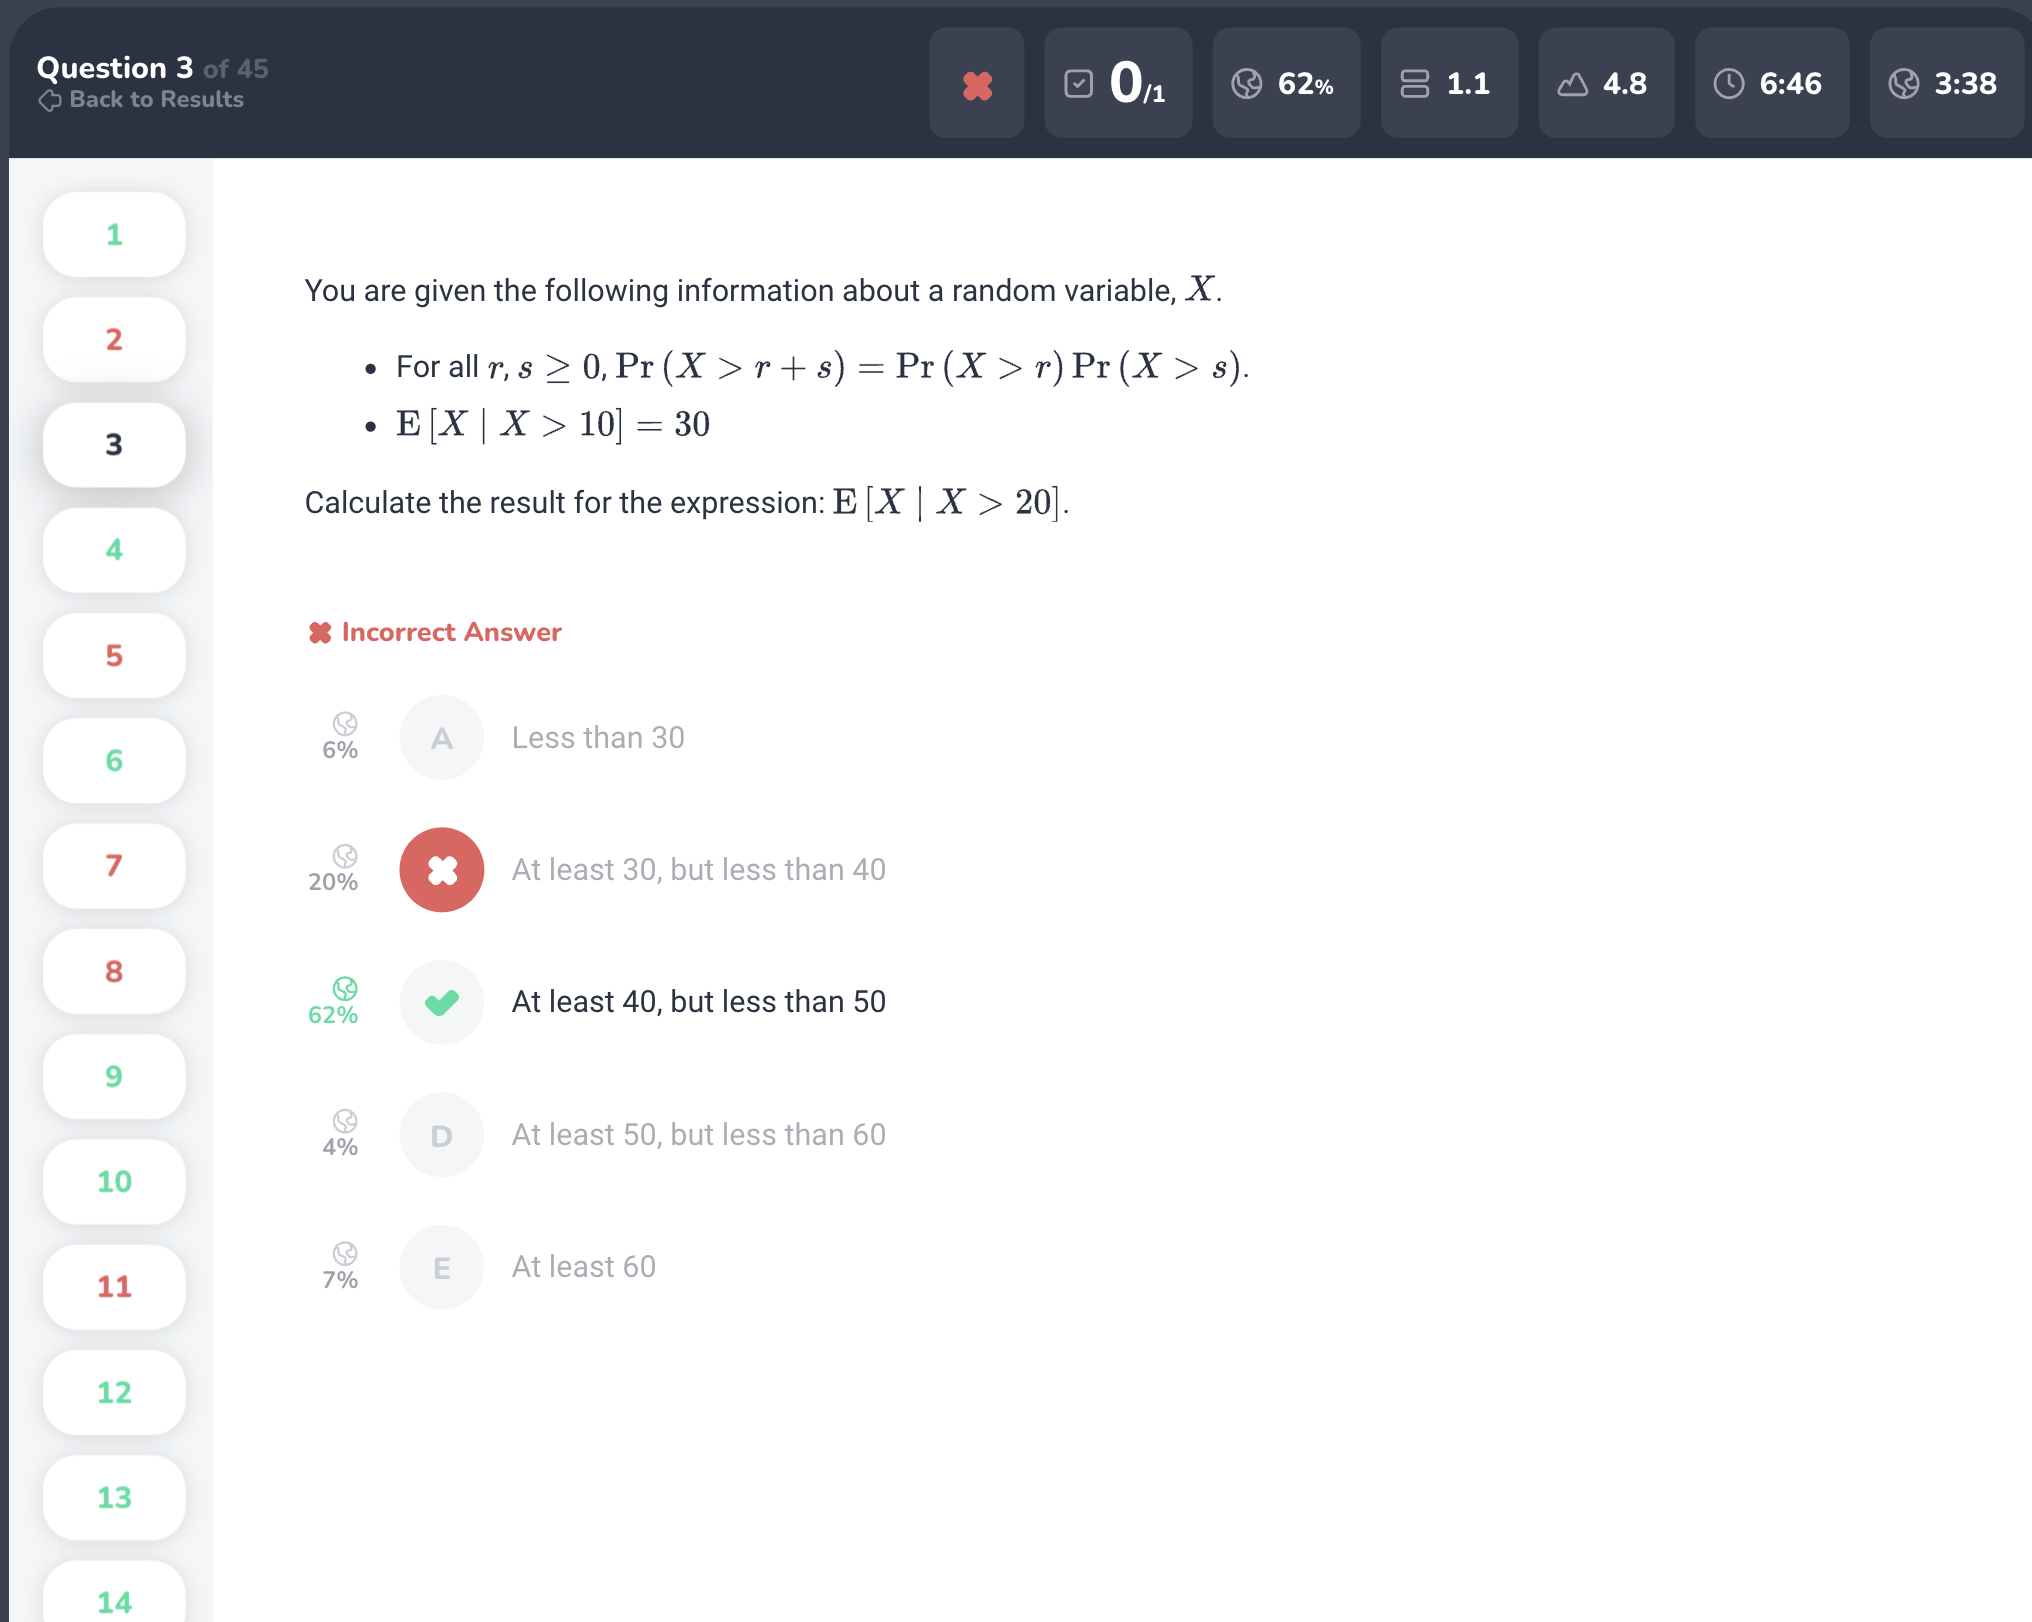 Question 3 of 45
Back to Results
0/1
62%
1.1
4.8
6:46
3:38
1
2
3
4
5
6
7
8
9
10
11
12
13
14
You are given the following information about a random variable, X.
• For all r, s ≥ 0, Pr (X > r + s) = Pr (X > r) Pr (X > s).
• E [X | X > 10] = 30
Calculate the result for the expression: E [X | X > 20].
Incorrect Answer
6% A Less than 30
20% At least 30, but less than 40
62% At least 40, but less than 50
4% D At least 50, but less than 60
7% E At least 60